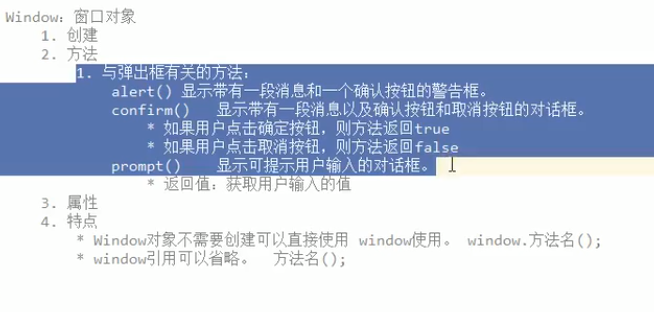 Window：窗口对象
1. 创建
2. 方法
1. 与弹出框有关的方法：
alert() 显示带有一段消息和一个确认按钮的警告框。
confirm() 显示带有一段消息以及确认按钮和取消按钮的对话框。
* 如果用户点击确定按钮，则方法返回true
* 如果用户点击取消按钮，则方法返回false
prompt() 显示可提示用户输入的对话框。
* 返回值：获取用户输入的值
3. 属性
4. 特点
* Window对象不需要创建可以直接使用 window使用。 window.方法名();
* window引用可以省略。 方法名();